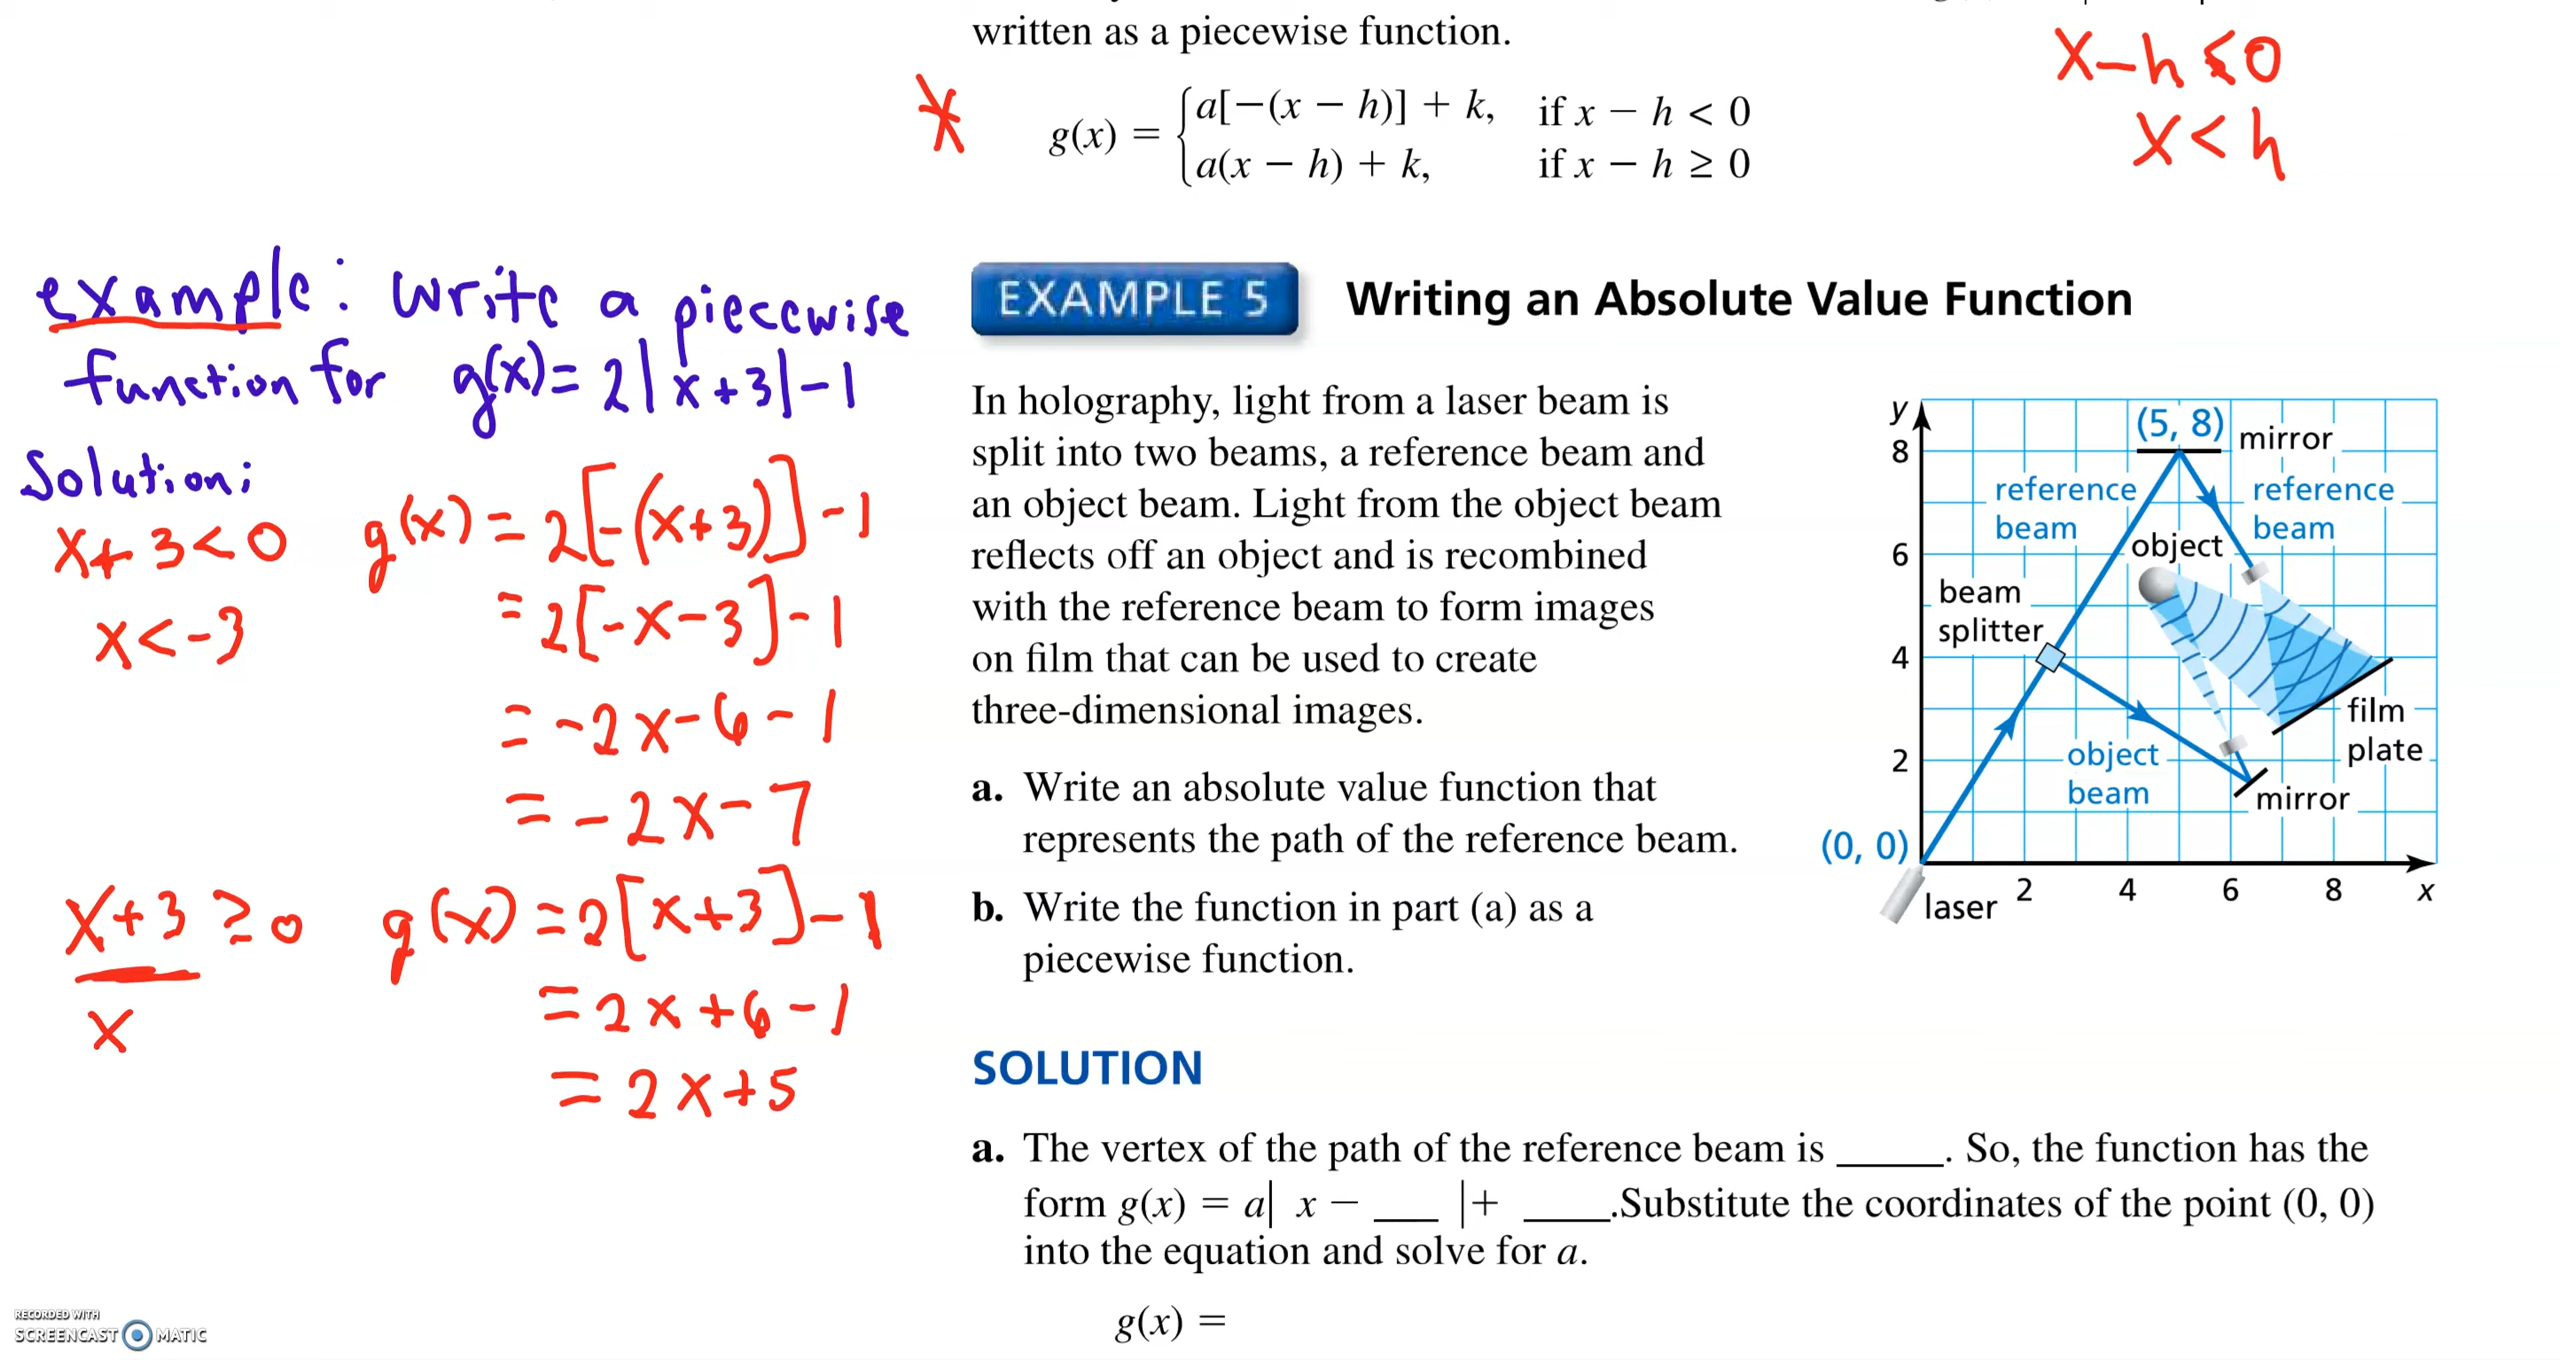 written as a piecewise function.
g(x) = {a[−(x − h)] + k, if x − h < 0
a(x − h) + k, if x − h ≥ 0
x−h<0
x<h
example: write a piecewise
function for g(x)= 2|x+3|−1
Solution:
x+3<0 g(x) = 2[−(x+3)]−1
x<−3 = 2[−x−3]−1
= −2x−6−1
= −2x−7
x+3≥0 g(x) =2[x+3]−1
x =2x+6−1
= 2x+5
EXAMPLE 5 Writing an Absolute Value Function
In holography, light from a laser beam is
split into two beams, a reference beam and
an object beam. Light from the object beam
reflects off an object and is recombined
with the reference beam to form images
on film that can be used to create
three-dimensional images.
a. Write an absolute value function that
represents the path of the reference beam.
b. Write the function in part (a) as a
piecewise function.
y
8
6
4
2
(5, 8)
mirror
reference
beam
reference
beam
object
beam
splitter
film
plate
object
beam
mirror
(0, 0)
laser
2 4 6 8 x
SOLUTION
a. The vertex of the path of the reference beam is _____. So, the function has the
form g(x) = a| x − ___ |+ ____.Substitute the coordinates of the point (0, 0)
into the equation and solve for a.
g(x) =
RECORDED WITH
SCREENCAST MATIC